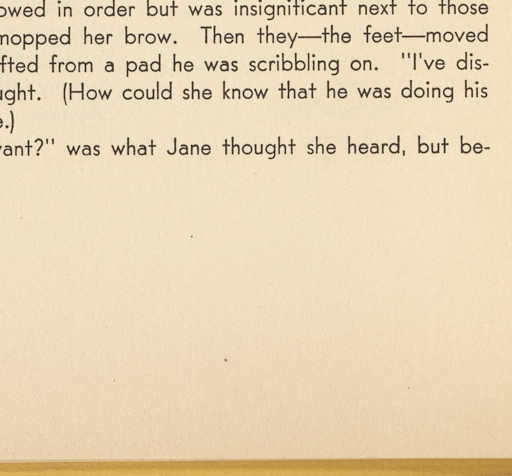 owed in order but was insignificant next to those
mopped her brow. Then they—the feet—moved
fted from a pad he was scribbling on. "I've dis-
ught. (How could she know that he was doing his
e.)
vant?" was what Jane thought she heard, but be-